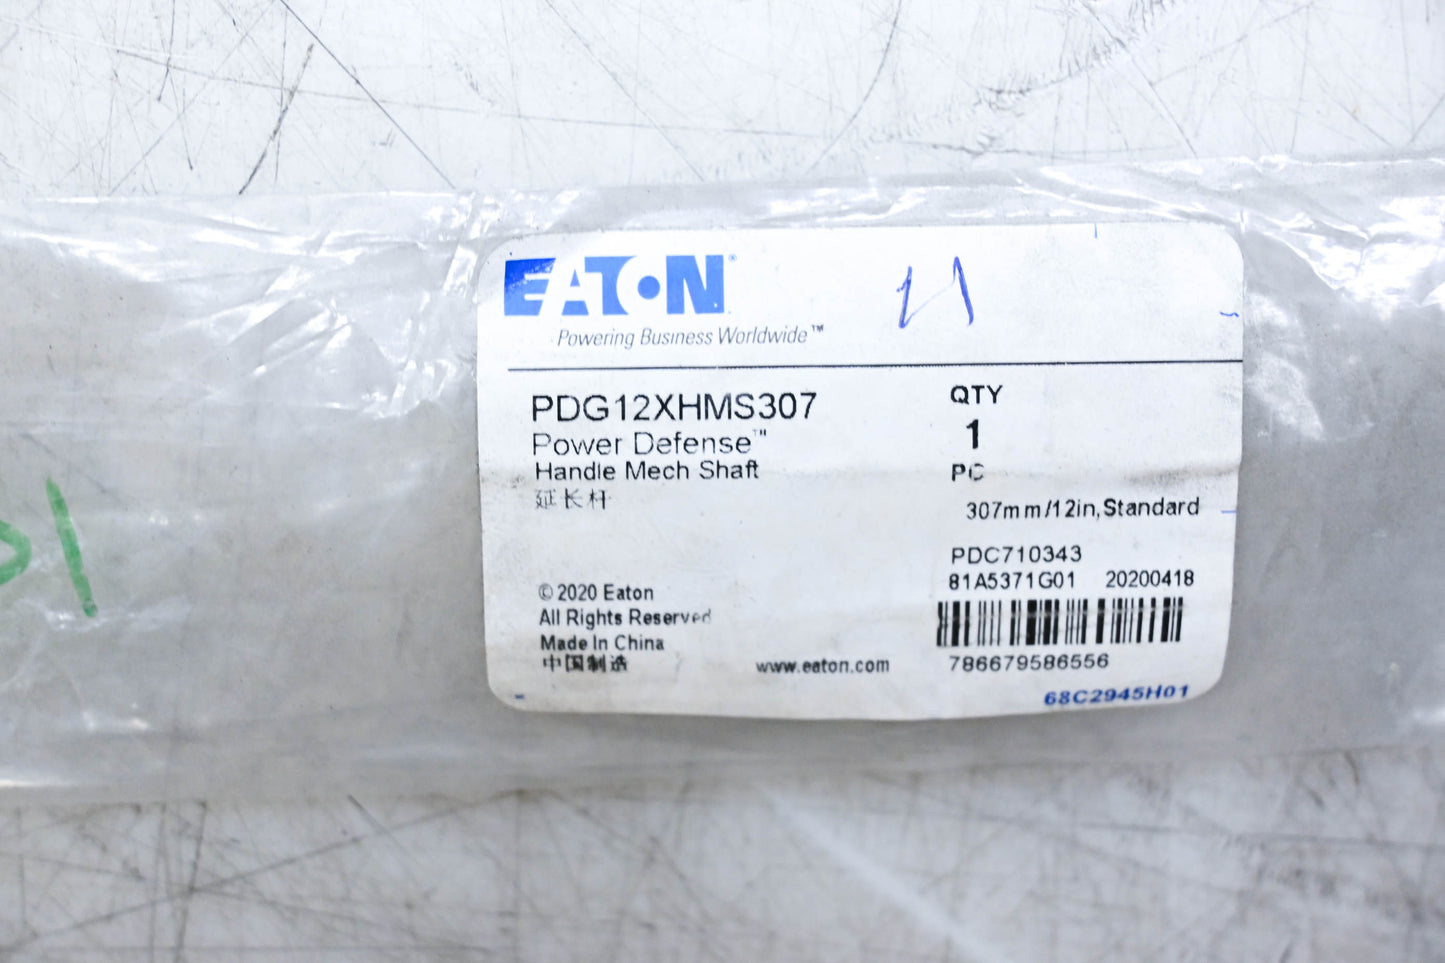 EATON®
Powering Business Worldwide™
PDG12XHMS307
Power Defense™
Handle Mech Shaft
延长杆
QTY
1
PC
307mm/12in,Standard
PDC710343
81A5371G01 20200418
786679586556
© 2020 Eaton
All Rights Reserved
Made In China
中国制造
www.eaton.com
68C2945H01